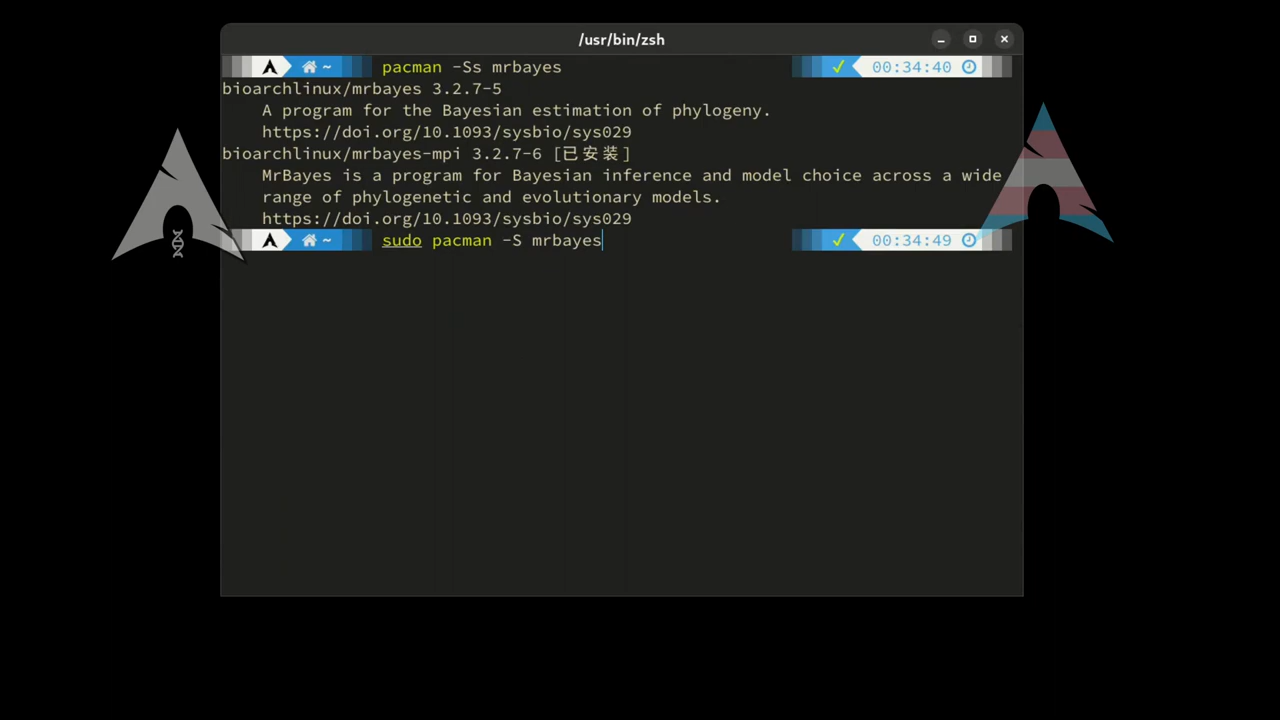 /usr/bin/zsh
~ pacman -Ss mrbayes ✓ 00:34:40
bioarchlinux/mrbayes 3.2.7-5
A program for the Bayesian estimation of phylogeny.
https://doi.org/10.1093/sysbio/sys029
bioarchlinux/mrbayes-mpi 3.2.7-6 [已安装]
MrBayes is a program for Bayesian inference and model choice across a wide
range of phylogenetic and evolutionary models.
https://doi.org/10.1093/sysbio/sys029
~ sudo pacman -S mrbayes ✓ 00:34:49